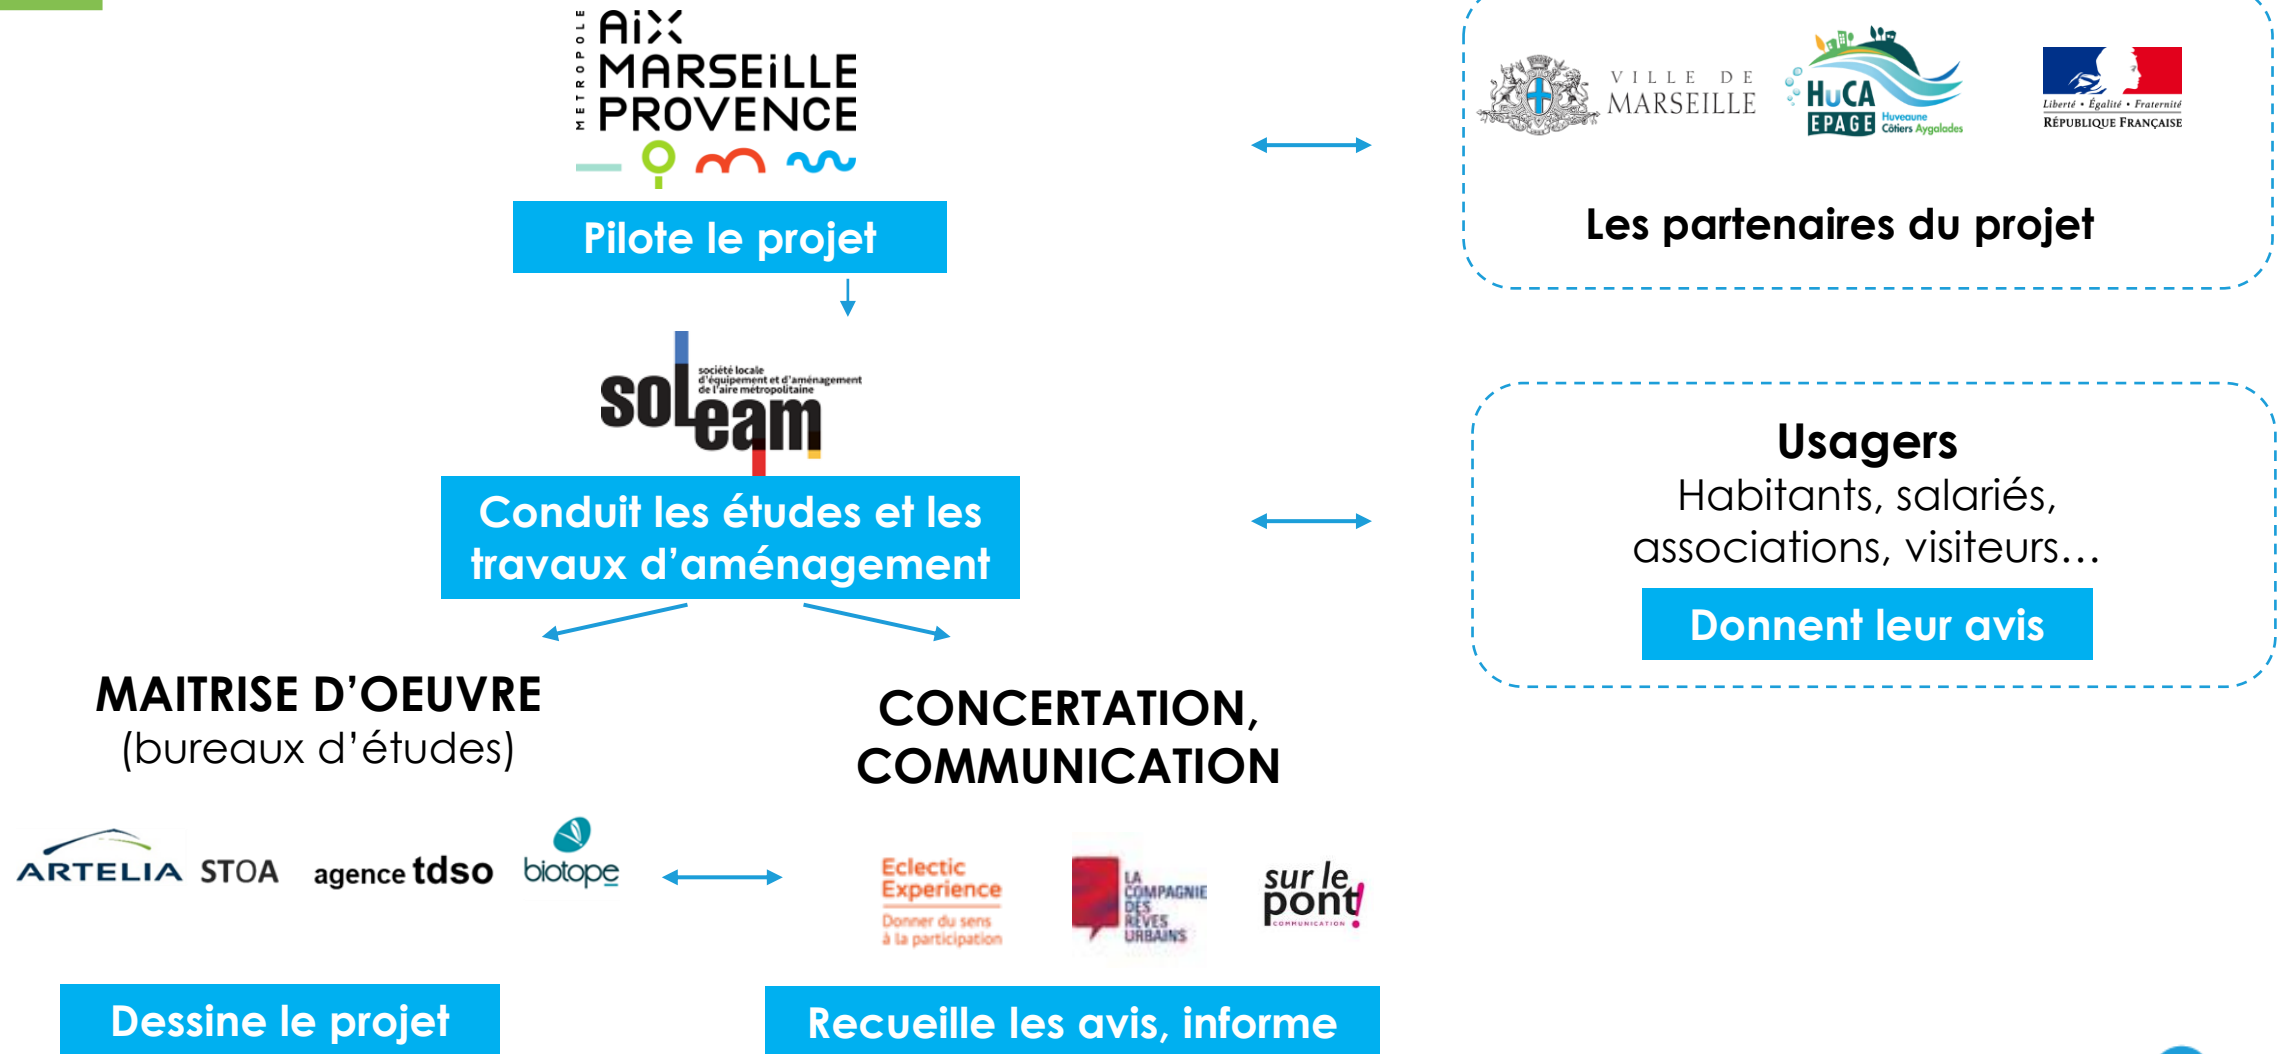 METROPOLE
AiX
MARSEiLLE
PROVENCE
Pilote le projet
VILLE DE
MARSEILLE
HuCA
EPAGE
Huveaune
Côtiers Aygalades
Liberté • Égalité • Fraternité
RÉPUBLIQUE FRANÇAISE
Les partenaires du projet
soleam
société locale
d'équipement et d'aménagement
de l'aire métropolitaine
Conduit les études et les
travaux d’aménagement
Usagers
Habitants, salariés,
associations, visiteurs…
Donnent leur avis
MAITRISE D’OEUVRE
(bureaux d’études)
ARTELIA
STOA
agence tdso
biotope
Dessine le projet
CONCERTATION,
COMMUNICATION
Eclectic
Experience
Donner du sens
à la participation
LA
COMPAGNIE
DES
RÊVES
URBAINS
sur le
pont!
COMMUNICATION
Recueille les avis, informe